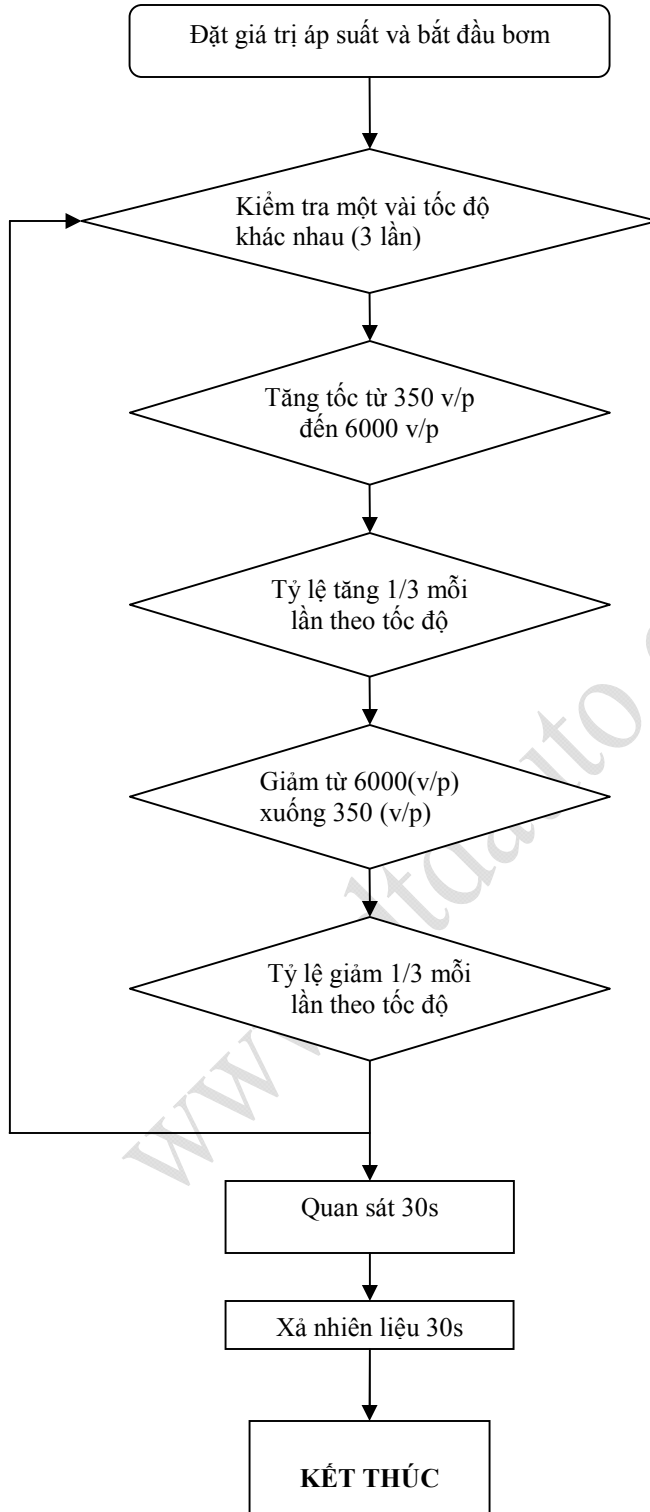 Đặt giá trị áp suất và bắt đầu bơm
Kiểm tra một vài tốc độ
khác nhau (3 lần)
Tăng tốc từ 350 v/p
đến 6000 v/p
Tỷ lệ tăng 1/3 mỗi
lần theo tốc độ
Giảm từ 6000(v/p)
xuống 350 (v/p)
Tỷ lệ giảm 1/3 mỗi
lần theo tốc độ
Quan sát 30s
Xả nhiên liệu 30s
KẾT THÚC